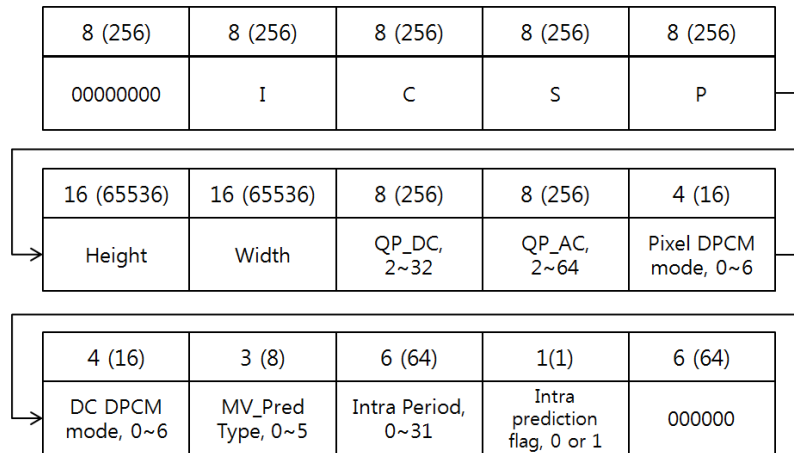 8 (256) 8 (256) 8 (256) 8 (256) 8 (256)
00000000 I C S P
16 (65536) 16 (65536) 8 (256) 8 (256) 4 (16)
Height Width QP_DC, 2~32 QP_AC, 2~64 Pixel DPCM mode, 0~6
4 (16) 3 (8) 6 (64) 1(1) 6 (64)
DC DPCM mode, 0~6 MV_Pred Type, 0~5 Intra Period, 0~31 Intra prediction flag, 0 or 1 000000